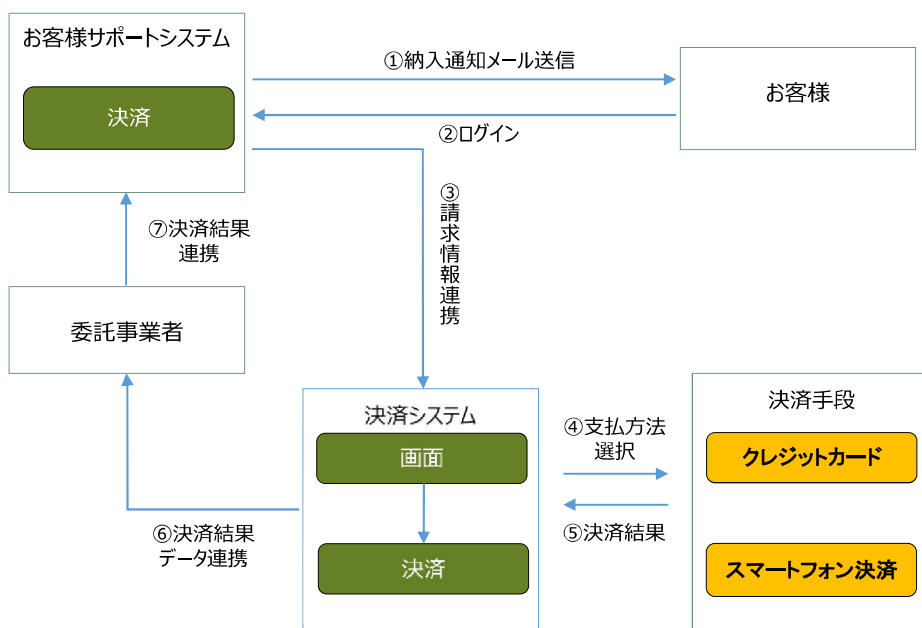 お客様サポートシステム
決済
①納入通知メール送信
お客様
②ログイン
③請求情報連携
⑦決済結果
連携
委託事業者
決済システム
画面
決済
④支払方法
選択
⑤決済結果
決済手段
クレジットカード
スマートフォン決済
⑥決済結果
データ連携